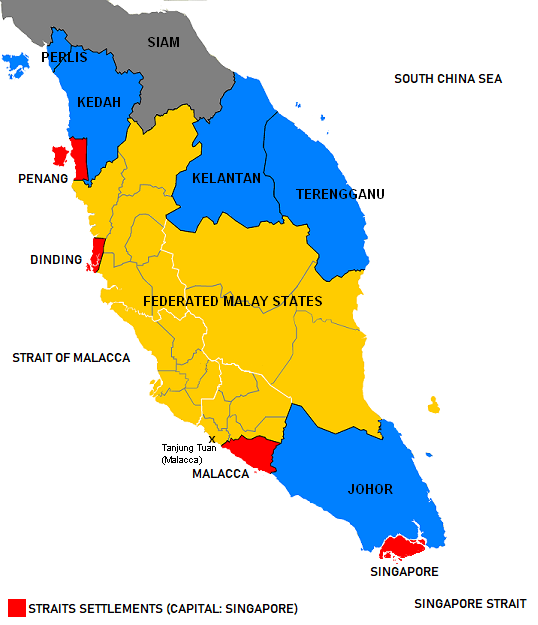 SIAM
PERLIS
SOUTH CHINA SEA
KEDAH
PENANG
KELANTAN
TERENGGANU
DINDING
FEDERATED MALAY STATES
STRAIT OF MALACCA
x
Tanjung Tuan
(Malacca)
MALACCA
JOHOR
SINGAPORE
STRAITS SETTLEMENTS (CAPITAL: SINGAPORE)
SINGAPORE STRAIT